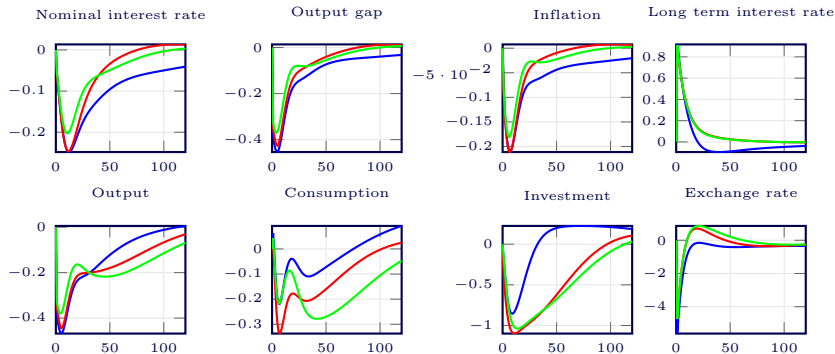 Nominal interest rate
Output gap
Inflation
Long term interest rate
0
−0.1
−0.2
0 50 100
0
−0.2
−0.4
0 50 100
0
−5 · 10−2
−0.1
−0.15
−0.2
0 50 100
0.8
0.6
0.4
0.2
0
0 50 100
Output
Consumption
Investment
Exchange rate
0
−0.2
−0.4
0 50 100
0
−0.1
−0.2
−0.3
0 50 100
0
−0.5
−1
0 50 100
0
−2
−4
0 50 100